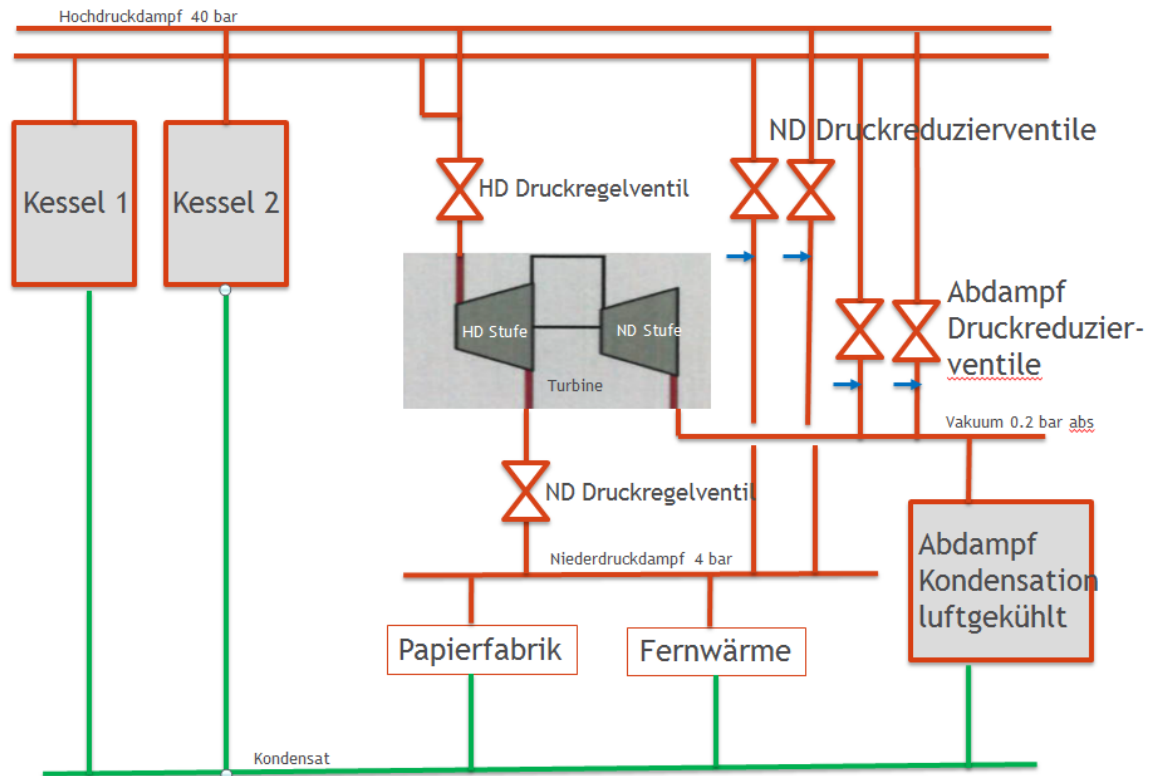 Hochdruckdampf 40 bar
ND Druckreduzierventile
Kessel 1
Kessel 2
HD Druckregelventil
Abdampf
Druckreduzier-
ventile
HD Stufe
ND Stufe
Turbine
Vakuum 0.2 bar abs
ND Druckregelventil
Abdampf
Kondensation
luftgekühlt
Niederdruckdampf 4 bar
Papierfabrik
Fernwärme
Kondensat